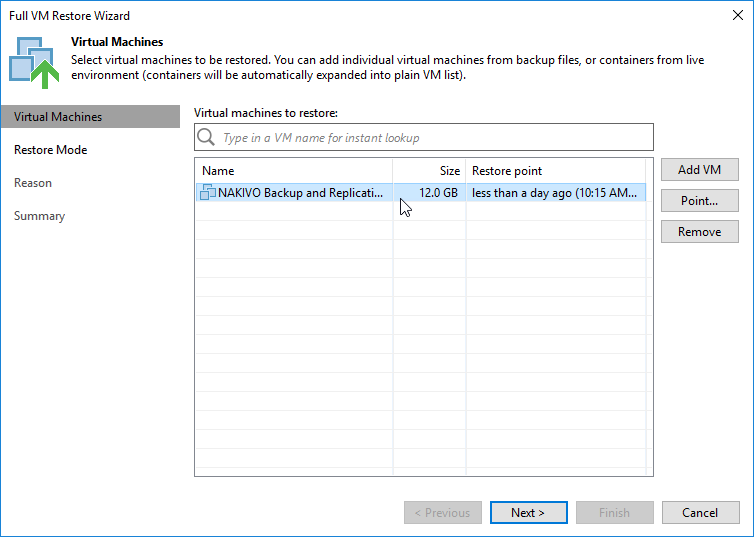 Full VM Restore Wizard
Virtual Machines
Select virtual machines to be restored. You can add individual virtual machines from backup files, or containers from live
environment (containers will be automatically expanded into plain VM list).
Virtual Machines
Restore Mode
Reason
Summary
Virtual machines to restore:
Type in a VM name for instant lookup
Name Size Restore point
NAKIVO Backup and Replicati... 12.0 GB less than a day ago (10:15 AM...
Add VM
Point...
Remove
< Previous Next > Finish Cancel